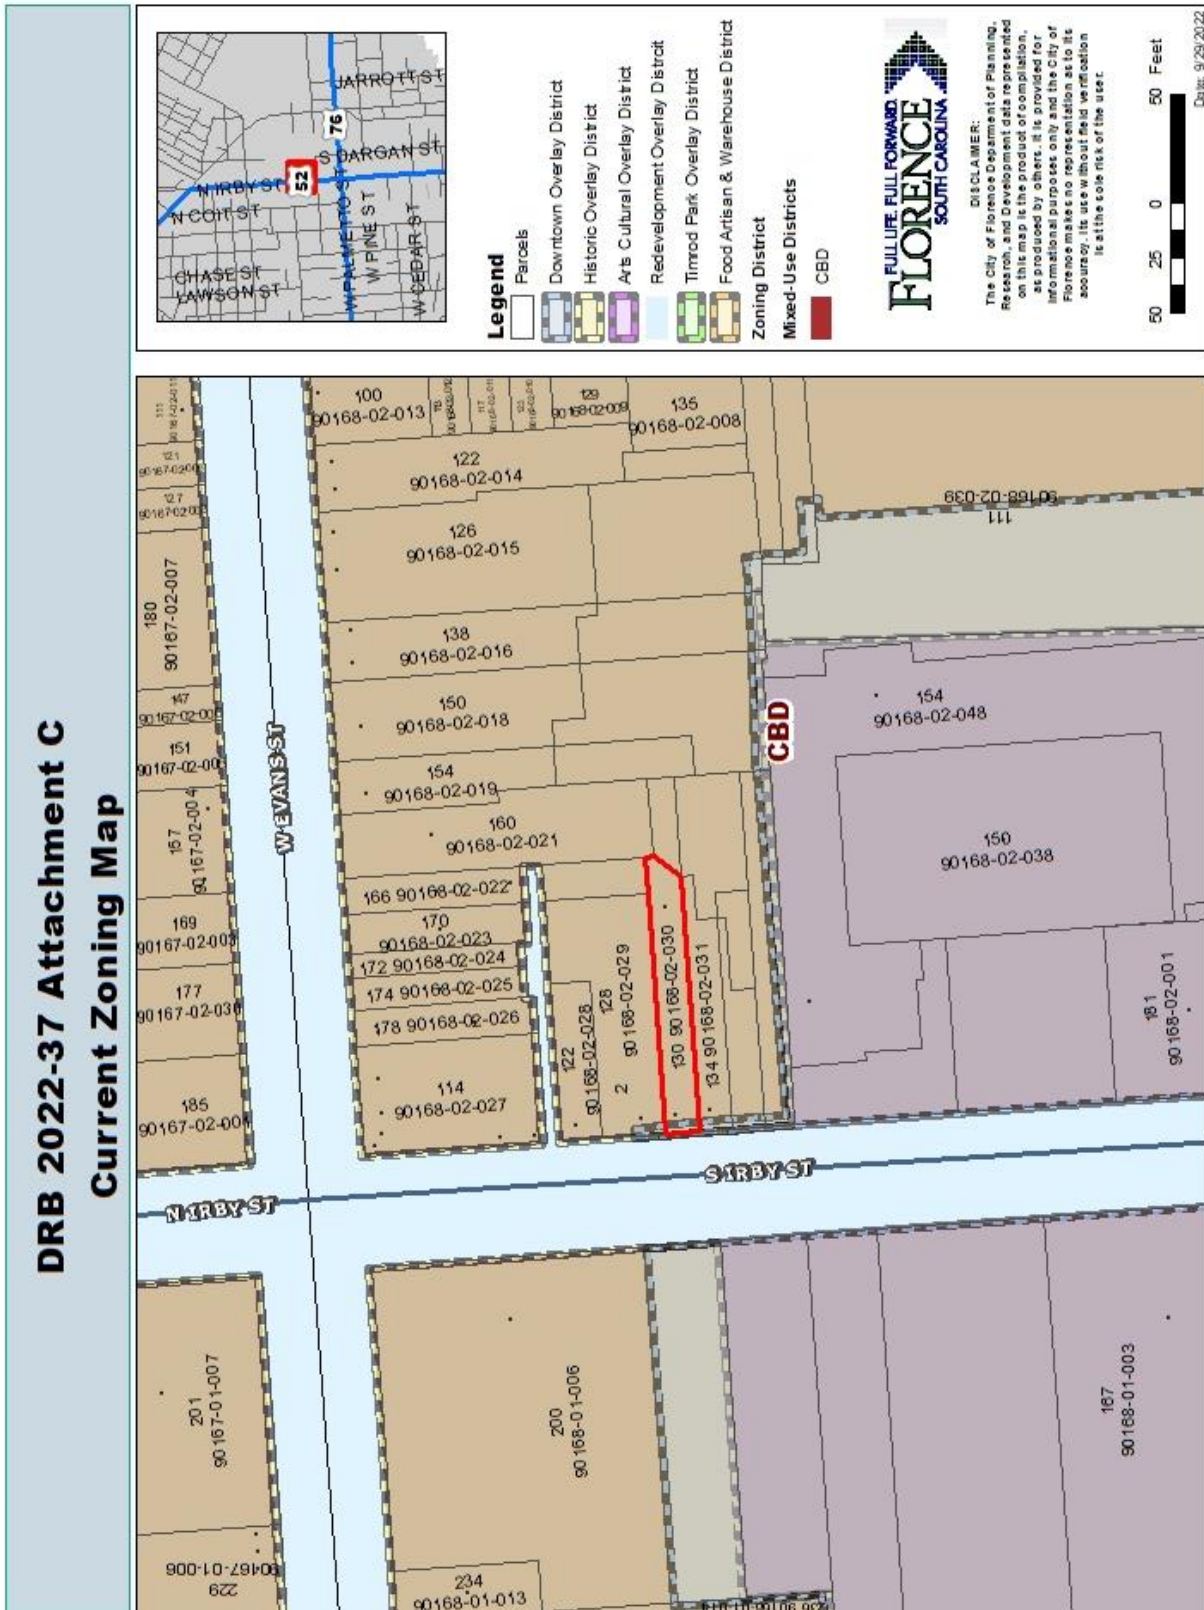 DRB 2022-37 Attachment C
Current Zoning Map
201
90167-01-007
229
90167-01-006
185
177
169
90167-02-003
157
90167-02-004
151
147
180
90167-02-007
127
121
111
N IRBY ST
W EVANS ST
S IRBY ST
234
90168-01-013
200
90168-01-006
167
90168-01-003
114
90168-02-027
178 90168-02-026
174 90168-02-025
172 90168-02-024
170
90168-02-023
166 90168-02-022
160
90168-02-021
154
90168-02-019
150
90168-02-018
138
90168-02-016
126
90168-02-015
122
90168-02-014
100
90168-02-013
117
129
90168-02-009
135
90168-02-008
122
90168-02-028
2
128
90168-02-029
130 90168-02-030
134 90168-02-031
CBD
111
90168-02-039
154
90168-02-048
150
90168-02-038
181
90168-02-001
JARROTT ST
76
S DARGAN ST
52
N IRBY ST
N COIT ST
CHASE ST
LAWSON ST
W PALMETTO ST
W PINE ST
W CEDAR ST
Legend
Parcels
Downtown Overlay District
Historic Overlay District
Arts Cultural Overlay District
Redevelopment Overlay Distrcit
Timrod Park Overlay District
Food Artisan & Warehouse District
Zoning District
Mixed-Use Districts
CBD
FULL LIFE. FULL FORWARD.
FLORENCE
SOUTH CAROLINA
DISCLAIMER:
The City of Florence Deparment of Planning,
Research, and Development data represented
on this map is the product of compilation,
as produced by others. It is provided for
informational purposes only and the City of
Florence makes no representation as to its
accuracy. Its use without field verification
is at the sole risk of the user.
50 25 0 50 Feet
Date: 9/29/2022